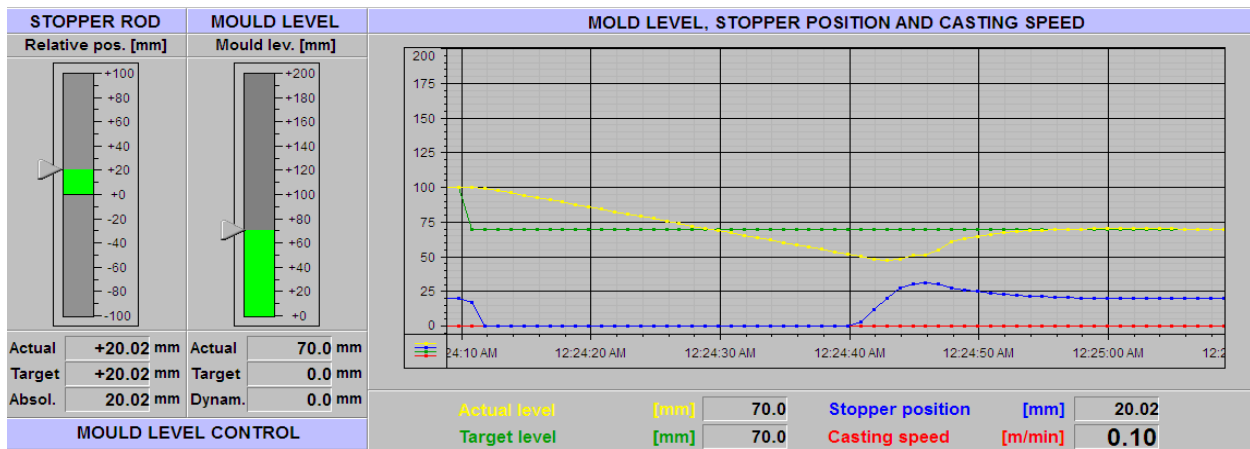 STOPPER ROD
MOULD LEVEL
MOLD LEVEL, STOPPER POSITION AND CASTING SPEED
Relative pos. [mm]
Mould lev. [mm]
+100
+80
+60
+40
+20
+0
-20
-40
-60
-80
-100
+200
+180
+160
+140
+120
+100
+80
+60
+40
+20
+0
200
175
150
125
100
75
50
25
0
24:10 AM 12:24:20 AM 12:24:30 AM 12:24:40 AM 12:24:50 AM 12:25:00 AM 12:2
Actual +20.02 mm
Target +20.02 mm
Absol. 20.02 mm
Actual 70.0 mm
Target 0.0 mm
Dynam. 0.0 mm
MOULD LEVEL CONTROL
Actual level [mm] 70.0
Stopper position [mm] 20.02
Target level [mm] 70.0
Casting speed [m/min] 0.10